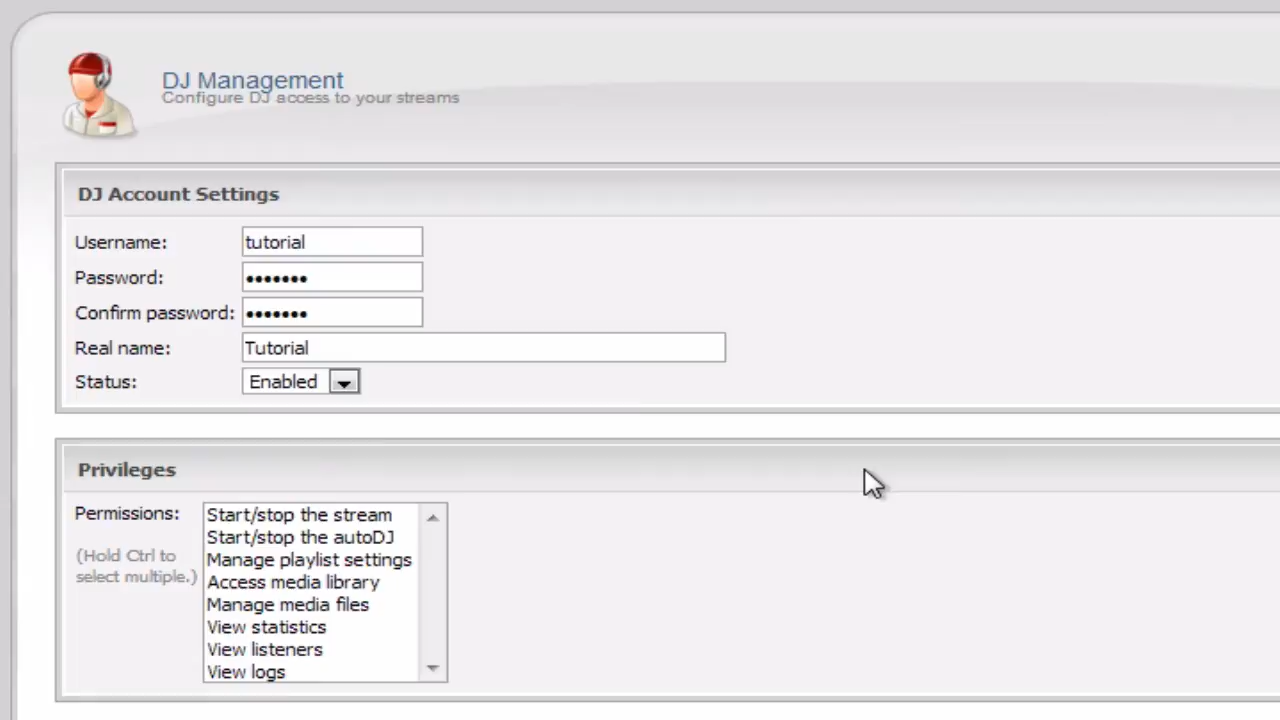 DJ Management
Configure DJ access to your streams
DJ Account Settings
Username: tutorial
Password: •••••••
Confirm password: •••••••
Real name: Tutorial
Status: Enabled
Privileges
Permissions:
(Hold Ctrl to
select multiple.)
Start/stop the stream
Start/stop the autoDJ
Manage playlist settings
Access media library
Manage media files
View statistics
View listeners
View logs